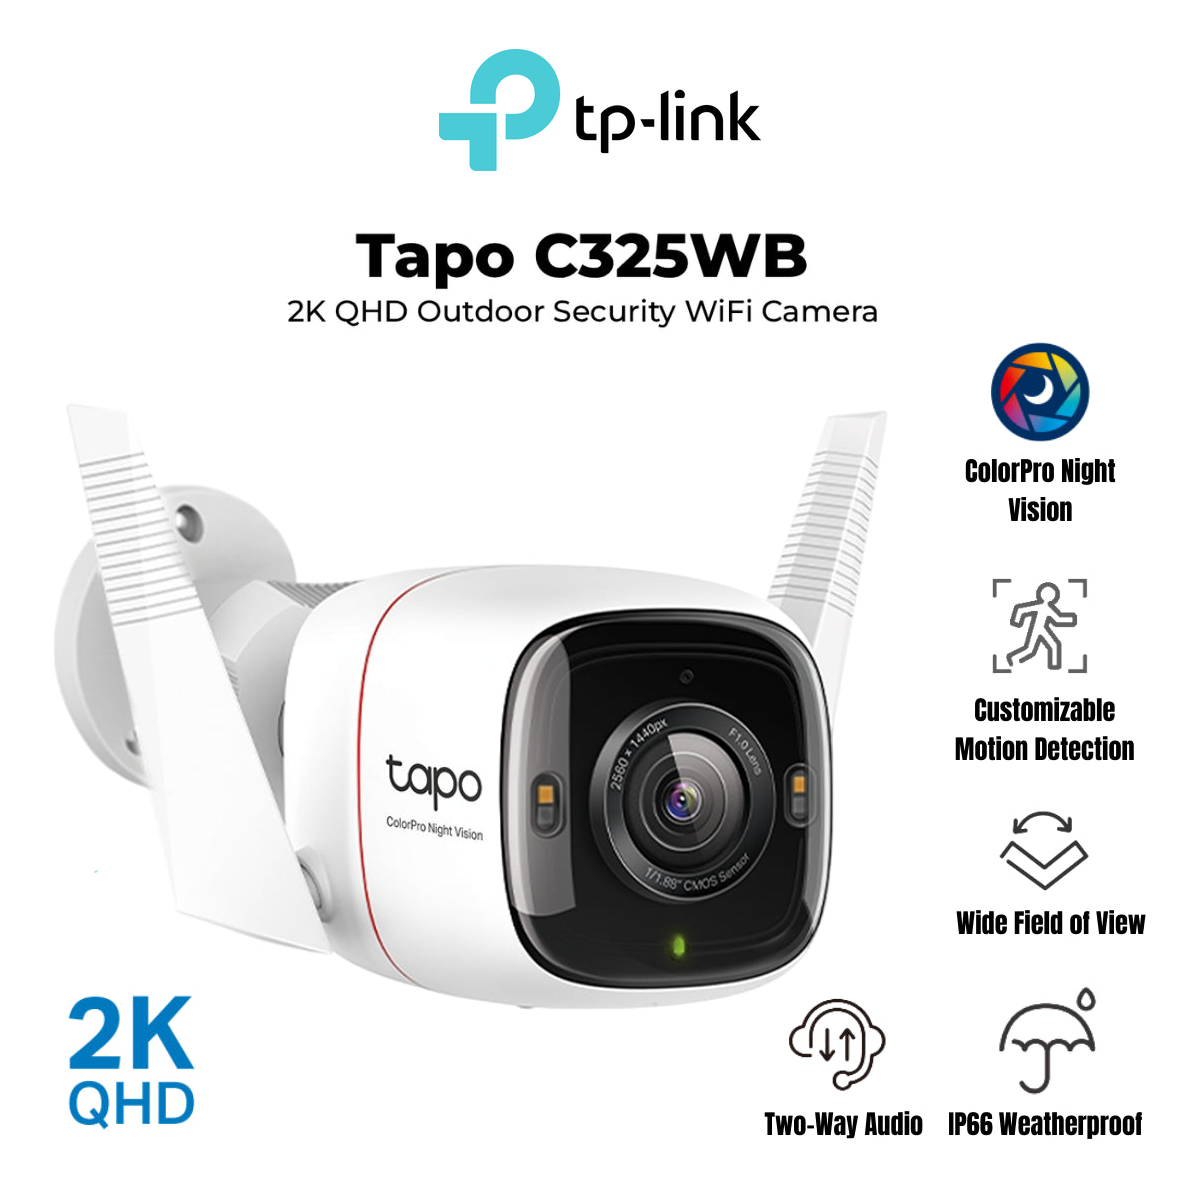 tp-link
Tapo C325WB
2K QHD Outdoor Security WiFi Camera
ColorPro Night
Vision
Customizable
Motion Detection
Wide Field of View
tapo
ColorPro Night Vision
2560 x 1440px
F1.0 Lens
1/1.88" CMOS Sensor
2K
QHD
Two-Way Audio
IP66 Weatherproof